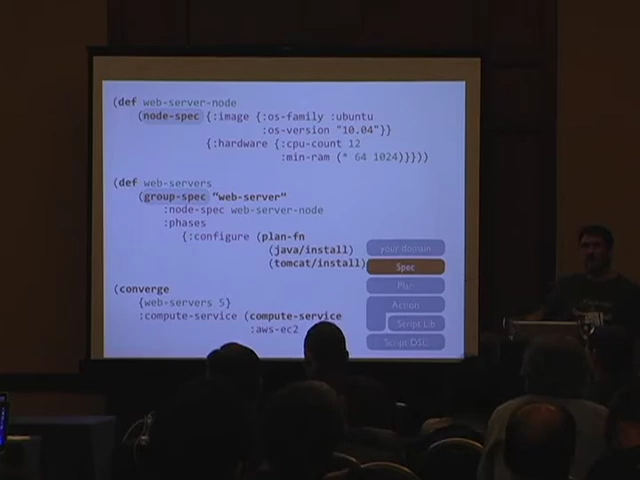 (def web-server-node
(node-spec {:image {:os-family :ubuntu
:os-version "10.04"}}
{:hardware {:cpu-count 12
:min-ram (* 64 1024)}}))
(def web-servers
(group-spec "web-server"
:node-spec web-server-node
:phases
{:configure (plan-fn
(java/install)
(tomcat/install)
(converge
{web-servers 5}
:compute-service (compute-service
:aws-ec2
your domain
Spec
Plan
Action
Script Lib
Script DSL